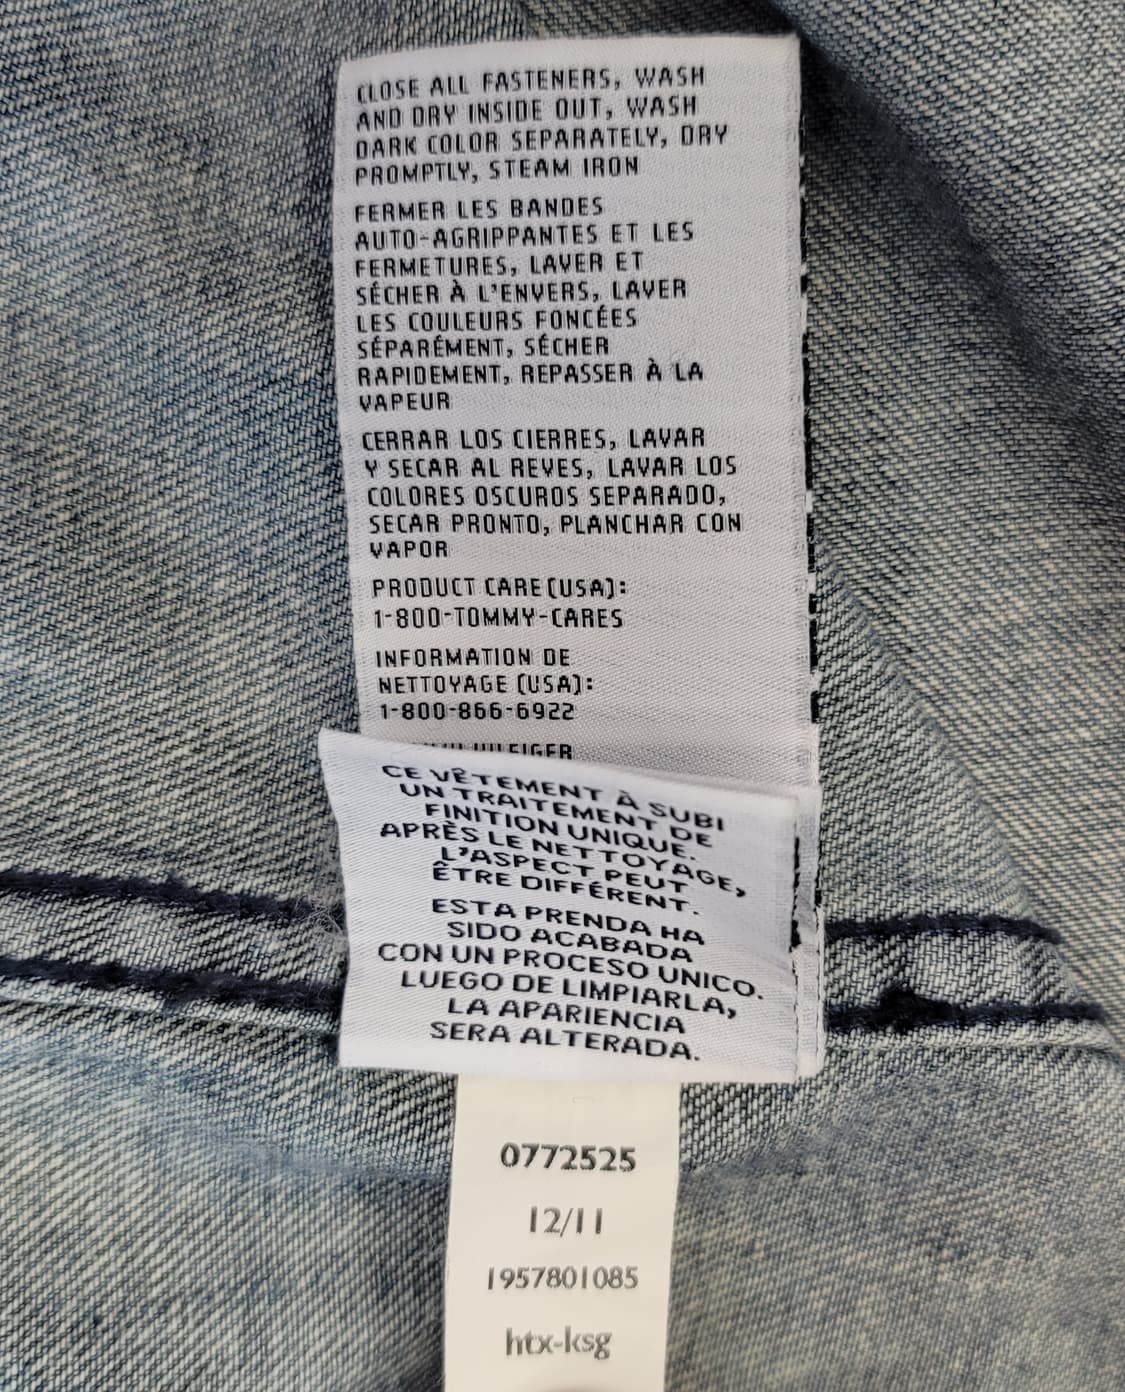 CLOSE ALL FASTENERS, WASH
AND DRY INSIDE OUT, WASH
DARK COLOR SEPARATELY, DRY
PROMPTLY, STEAM IRON
FERMER LES BANDES
AUTO-AGRIPPANTES ET LES
FERMETURES, LAVER ET
SÉCHER À L'ENVERS, LAVER
LES COULEURS FONCÉES
SÉPARÉMENT, SÉCHER
RAPIDEMENT, REPASSER À LA
VAPEUR
CERRAR LOS CIERRES, LAVAR
Y SECAR AL REVES, LAVAR LOS
COLORES OSCUROS SEPARADO,
SECAR PRONTO, PLANCHAR CON
VAPOR
PRODUCT CARE (USA):
1-800-TOMMY-CARES
INFORMATION DE
NETTOYAGE (USA):
1-800-866-6922
HILFIGER
CE VÊTEMENT À SUBI
UN TRAITEMENT DE
FINITION UNIQUE.
APRÈS LE NETTOYAGE,
L'ASPECT PEUT
ÊTRE DIFFÉRENT.
ESTA PRENDA HA
SIDO ACABADA
CON UN PROCESO UNICO.
LUEGO DE LIMPIARLA,
LA APARIENCIA
SERA ALTERADA.
0772525
12/11
1957801085
htx-ksg